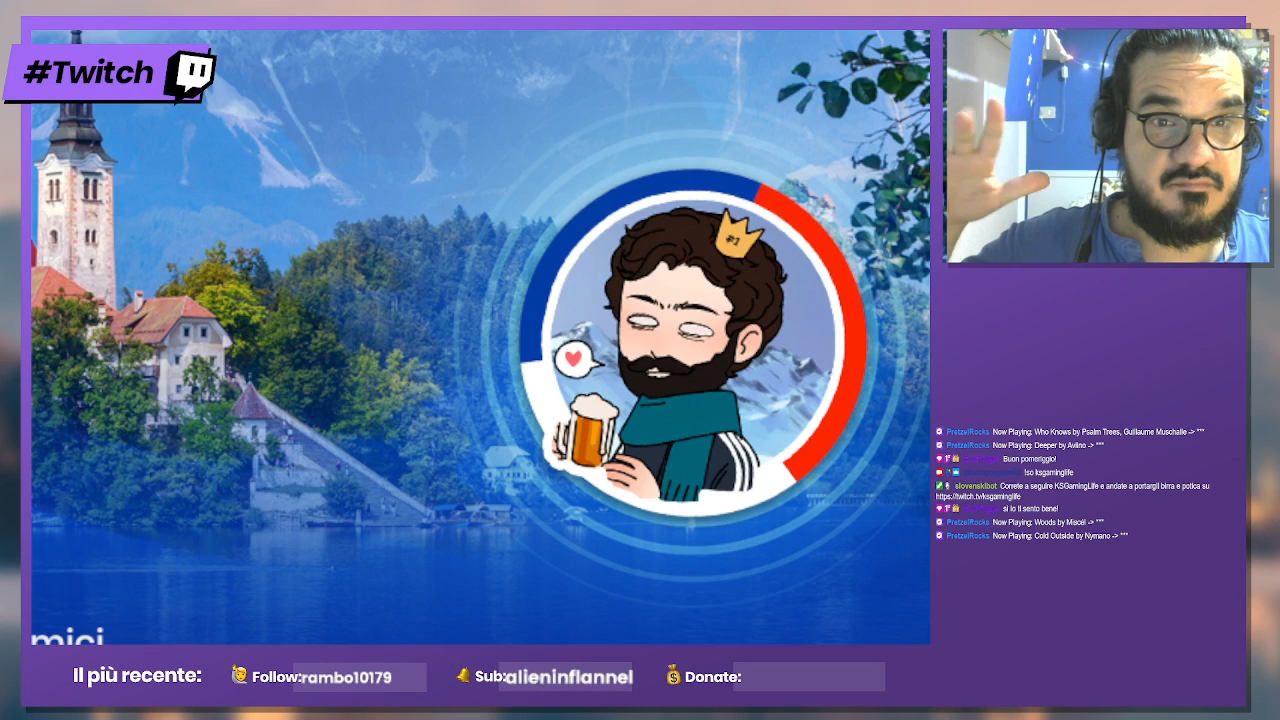 #Twitch
#1
PretzelRocks Now Playing: Who Knows by Psalm Trees, Guillaume Muschalle -> ***
PretzelRocks Now Playing: Deeper by Aviino -> ***
Buon pomeriggio!
!so ksgaminglife
slovenskibot Correte a seguire KSGamingLife e andate a portargli birra e potica su
https://twitch.tv/ksgaminglife
si io ti sento bene!
PretzelRocks Now Playing: Woods by Miscél -> ***
PretzelRocks Now Playing: Cold Outside by Nymano -> ***
mici
Il più recente: Follow:rambo10179 Sub:alieninflannel Donate: